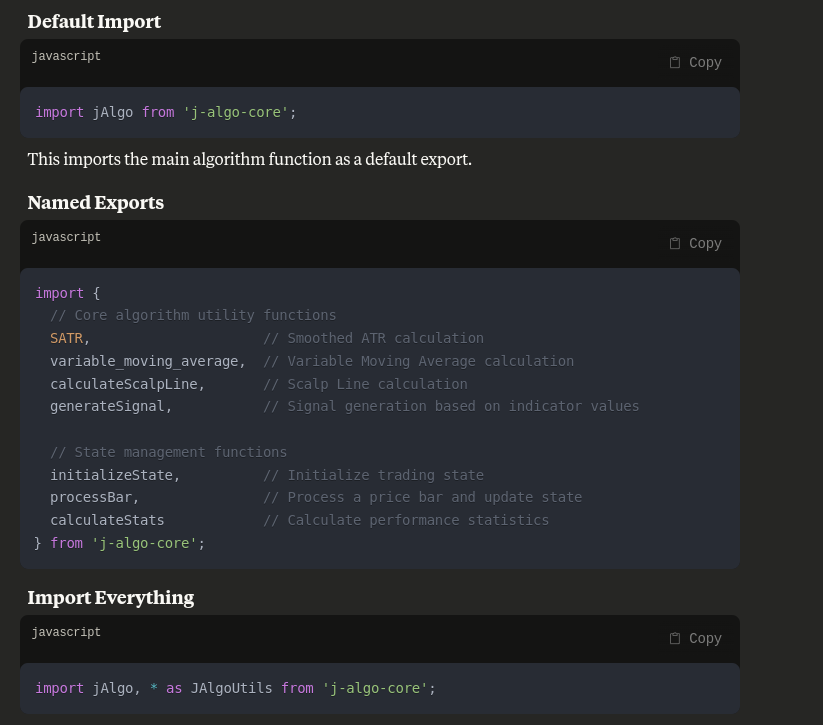 Default Import
javascript
Copy
import jAlgo from 'j-algo-core';
This imports the main algorithm function as a default export.
Named Exports
javascript
Copy
import {
  // Core algorithm utility functions
  SATR,                     // Smoothed ATR calculation
  variable_moving_average,  // Variable Moving Average calculation
  calculateScalpLine,       // Scalp Line calculation
  generateSignal,           // Signal generation based on indicator values
  // State management functions
  initializeState,          // Initialize trading state
  processBar,               // Process a price bar and update state
  calculateStats            // Calculate performance statistics
} from 'j-algo-core';
Import Everything
javascript
Copy
import jAlgo, * as JAlgoUtils from 'j-algo-core';